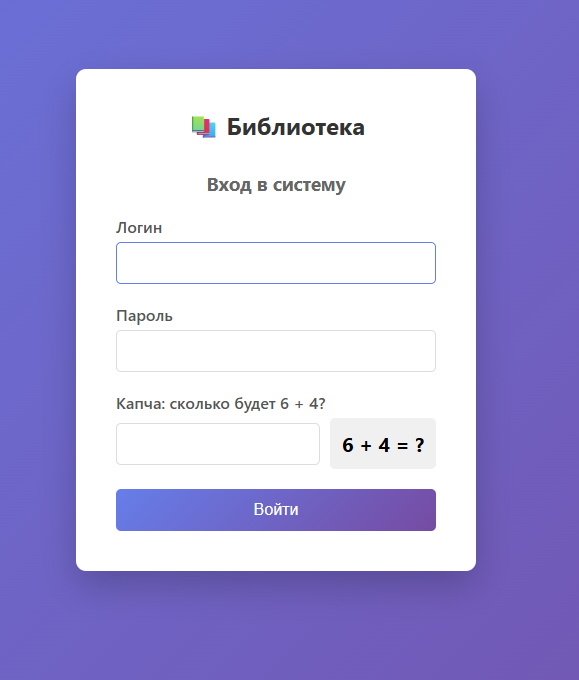 Библиотека
Вход в систему
Логин
Пароль
Капча: сколько будет 6 + 4?
6 + 4 = ?
Войти